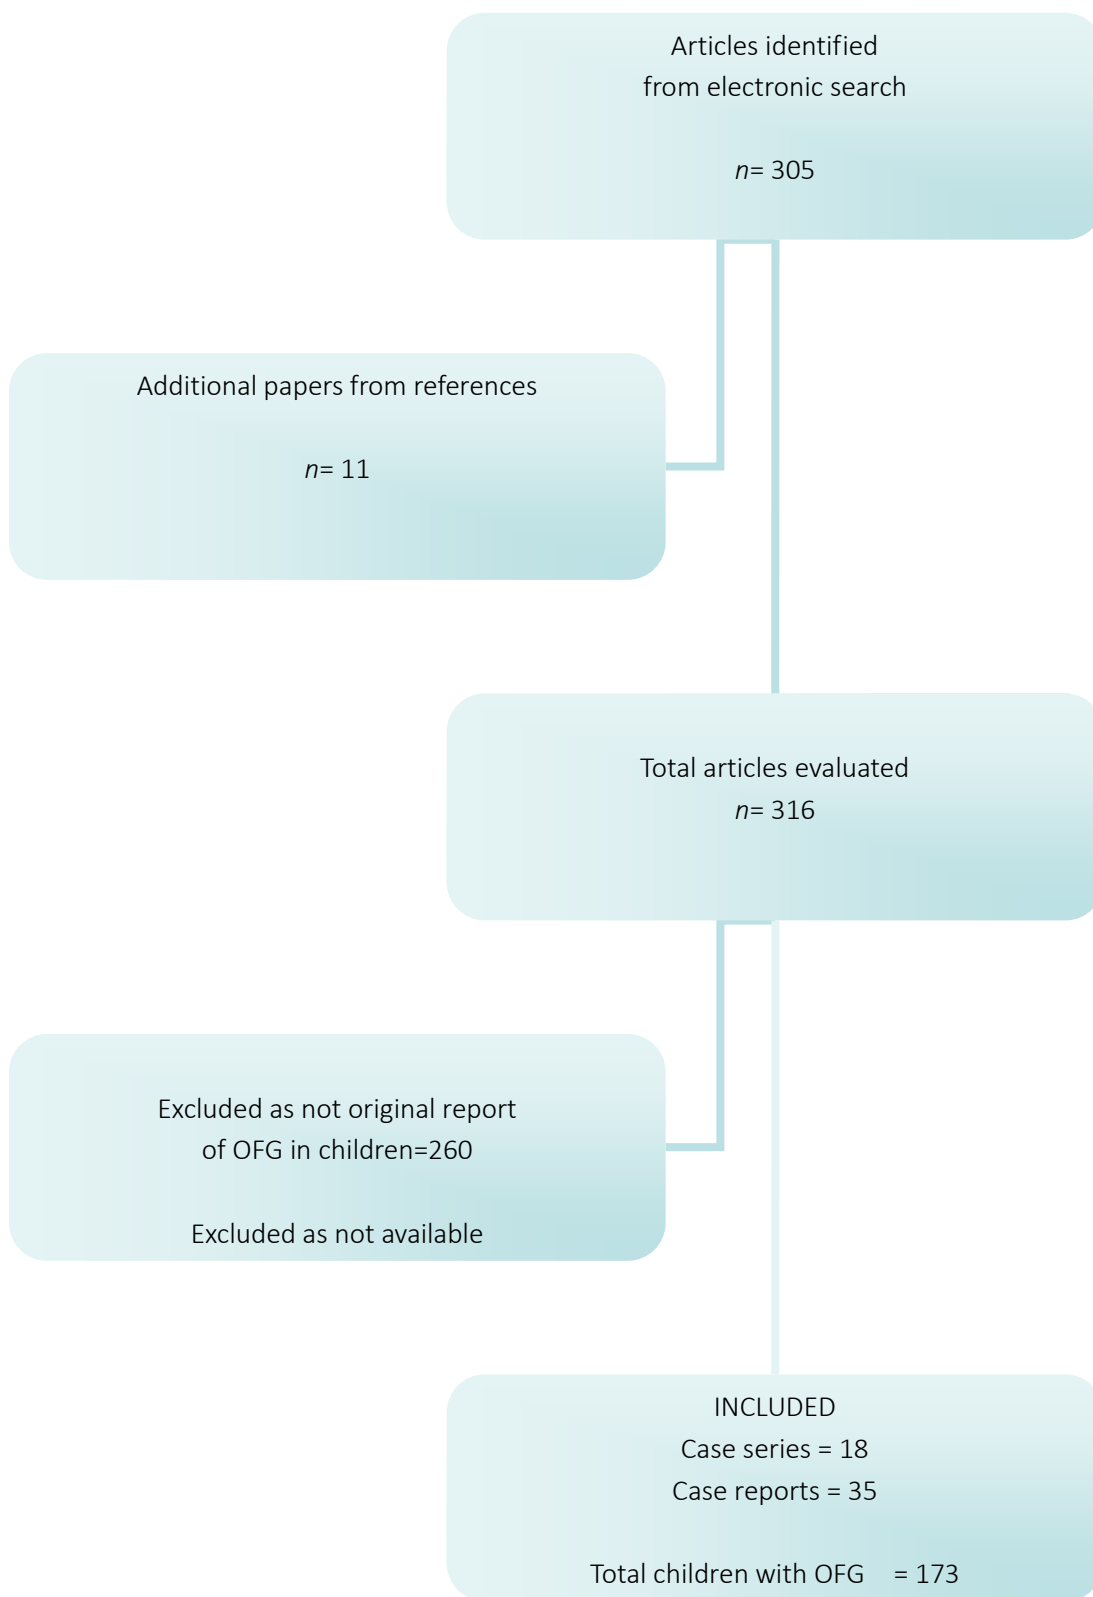 Articles identified
from electronic search
n= 305
Additional papers from references
n= 11
Total articles evaluated
n= 316
Excluded as not original report
of OFG in children=260
Excluded as not available
INCLUDED
Case series = 18
Case reports = 35
Total children with OFG = 173